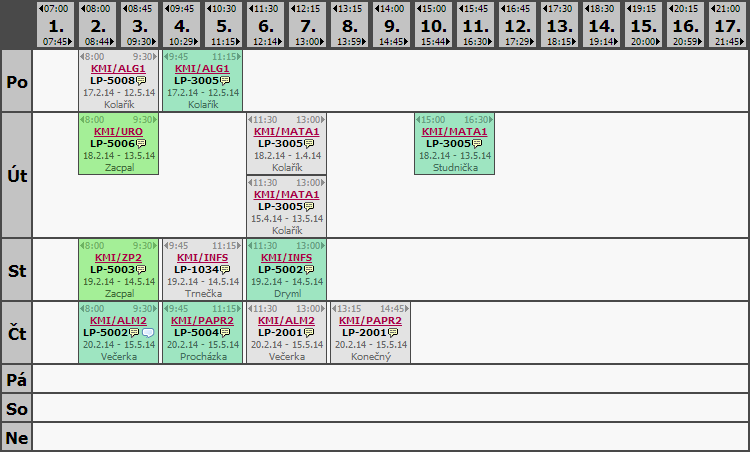 07:00 08:00 08:45 09:45 10:30 11:30 12:15 13:15 14:00 15:00 15:45 16:45 17:30 18:30 19:15 20:15 21:00
1. 2. 3. 4. 5. 6. 7. 8. 9. 10. 11. 12. 13. 14. 15. 16. 17.
07:45 08:44 09:30 10:29 11:15 12:14 13:00 13:59 14:45 15:44 16:30 17:29 18:15 19:14 20:00 20:59 21:45
Po
8:00 9:30
KMI/ALG1
LP-5008
17.2.14 - 12.5.14
Kolařík
9:45 11:15
KMI/ALG1
LP-3005
17.2.14 - 12.5.14
Kolařík
Út
8:00 9:30
KMI/URO
LP-5006
18.2.14 - 13.5.14
Zacpal
11:30 13:00
KMI/MATA1
LP-3005
18.2.14 - 1.4.14
Kolařík
11:30 13:00
KMI/MATA1
LP-3005
15.4.14 - 13.5.14
Kolařík
15:00 16:30
KMI/MATA1
LP-3005
18.2.14 - 13.5.14
Studnička
St
8:00 9:30
KMI/ZP2
LP-5003
19.2.14 - 14.5.14
Zacpal
9:45 11:15
KMI/INFS
LP-1034
19.2.14 - 14.5.14
Trnečka
11:30 13:00
KMI/INFS
LP-5002
19.2.14 - 14.5.14
Dryml
Čt
8:00 9:30
KMI/ALM2
LP-5002
20.2.14 - 15.5.14
Večerka
9:45 11:15
KMI/PAPR2
LP-5004
20.2.14 - 15.5.14
Procházka
11:30 13:00
KMI/ALM2
LP-2001
20.2.14 - 15.5.14
Večerka
13:15 14:45
KMI/PAPR2
LP-2001
20.2.14 - 15.5.14
Konečný
Pá
So
Ne